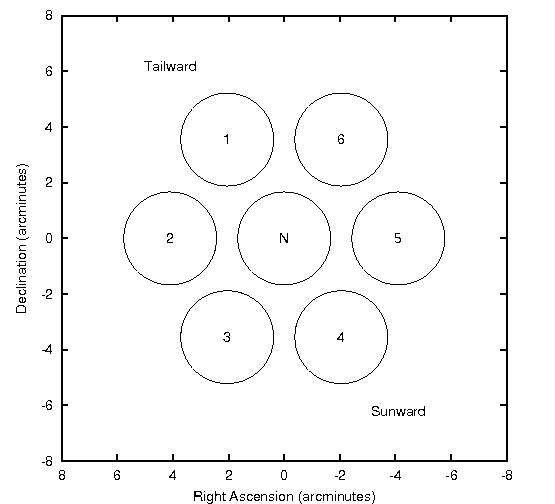 8
6
4
2
0
-2
-4
-6
-8
Declination (arcminutes)
Tailward
1 6
2 N 5
3 4
Sunward
8 6 4 2 0 -2 -4 -6 -8
Right Ascension (arcminutes)